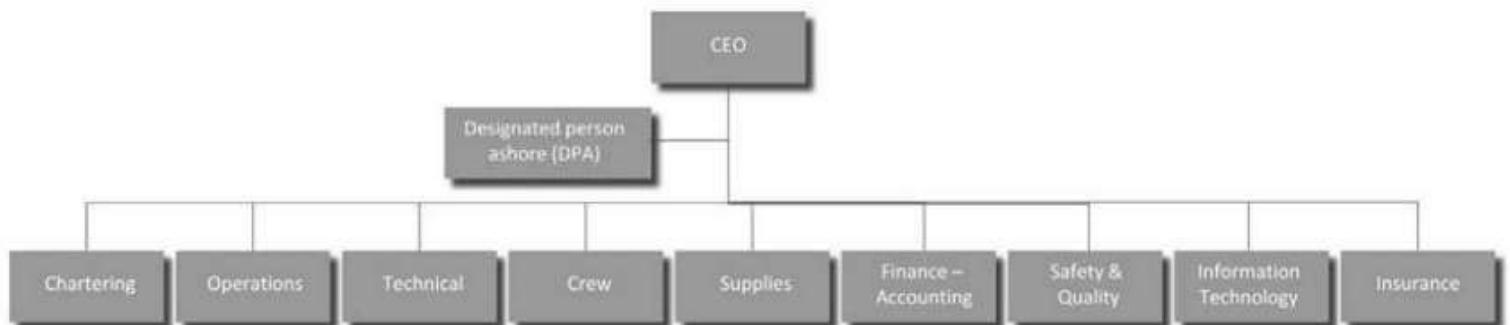 CEO
Designated person
ashore (DPA)
Chartering
Operations
Technical
Crew
Supplies
Finance –
Accounting
Safety &
Quality
Information
Technology
Insurance